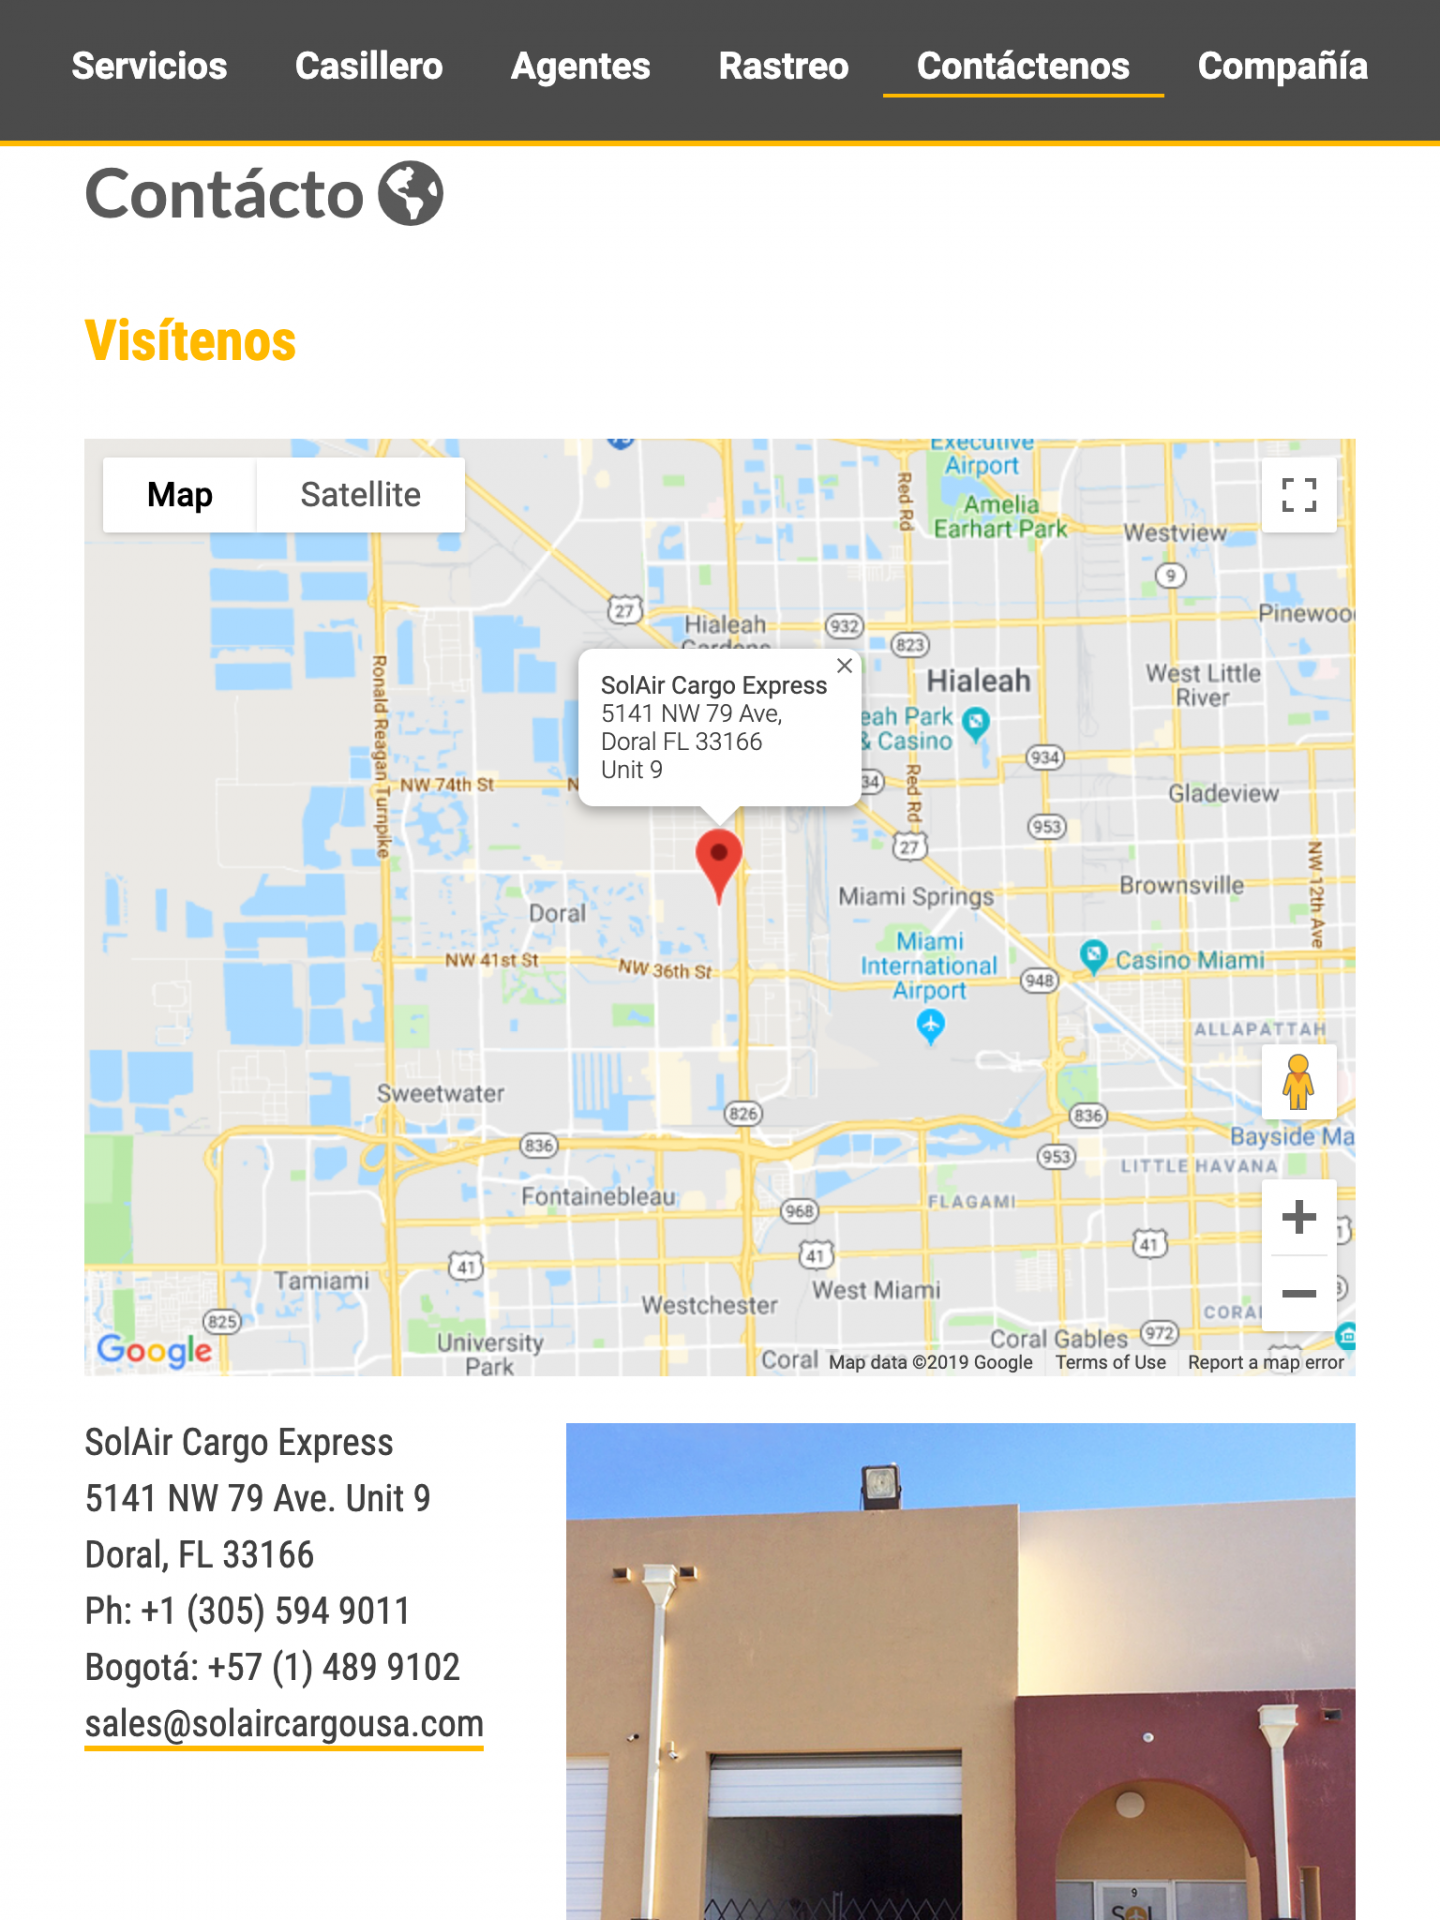 Servicios Casillero Agentes Rastreo Contáctenos Compañía
Contácto
Visítenos
Map Satellite
Executive
Airport
Amelia
Earhart Park
Red Rd
Westview
9
Pinewoo
27
Hialeah
Gardens
932
823
Hialeah
West Little
River
Ronald Reagan Turnpike
SolAir Cargo Express
5141 NW 79 Ave,
Doral FL 33166
Unit 9
eah Park
& Casino
934
NW 74th St
N
34
Red Rd
Gladeview
953
27
NW 12th Ave
Brownsville
Miami Springs
Doral
Miami
International
Airport
NW 41st St
NW 36th St
948
Casino Miami
ALLAPATTAH
Sweetwater
826
836
836
Bayside Ma
953
LITTLE HAVANA
Fontainebleau
968
FLAGAMI
41
41
41
Tamiami
West Miami
Westchester
825
CORAL
University
Park
Coral Gables
972
Google
Coral
Map data ©2019 Google Terms of Use Report a map error
SolAir Cargo Express
5141 NW 79 Ave. Unit 9
Doral, FL 33166
Ph: +1 (305) 594 9011
Bogotá: +57 (1) 489 9102
sales@solaircargousa.com
9
SOL